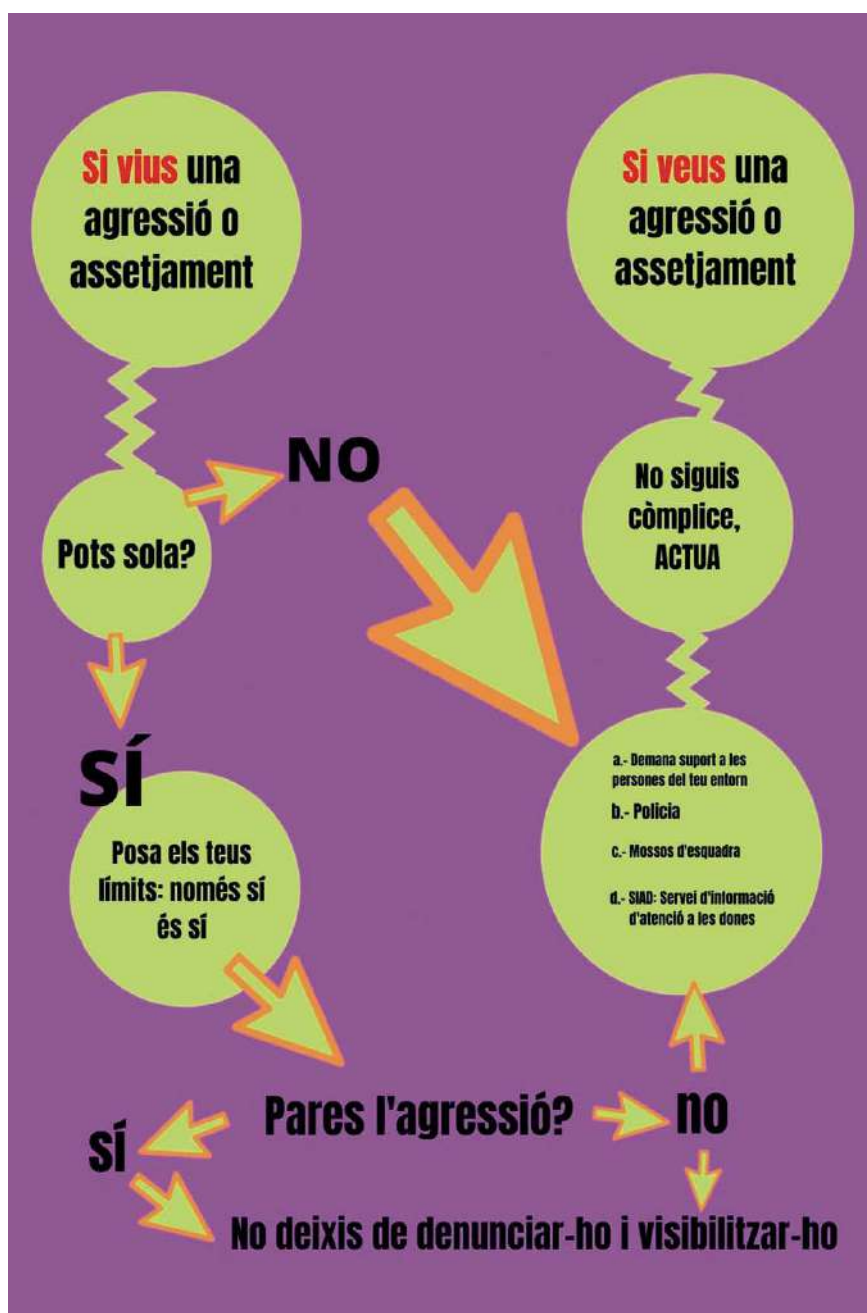 Si vius una
agressió o
assetjament
Si veus una
agressió o
assetjament
NO
Pots sola?
No siguis
còmplice,
ACTUA
SÍ
Posa els teus
límits: només sí
és sí
a.- Demana suport a les
persones del teu entorn
b.- Policia
c.- Mossos d'esquadra
d.- SIAD: Servei d'informació
d'atenció a les dones
Pares l'agressió?
no
sí
No deixis de denunciar-ho i visibilitzar-ho